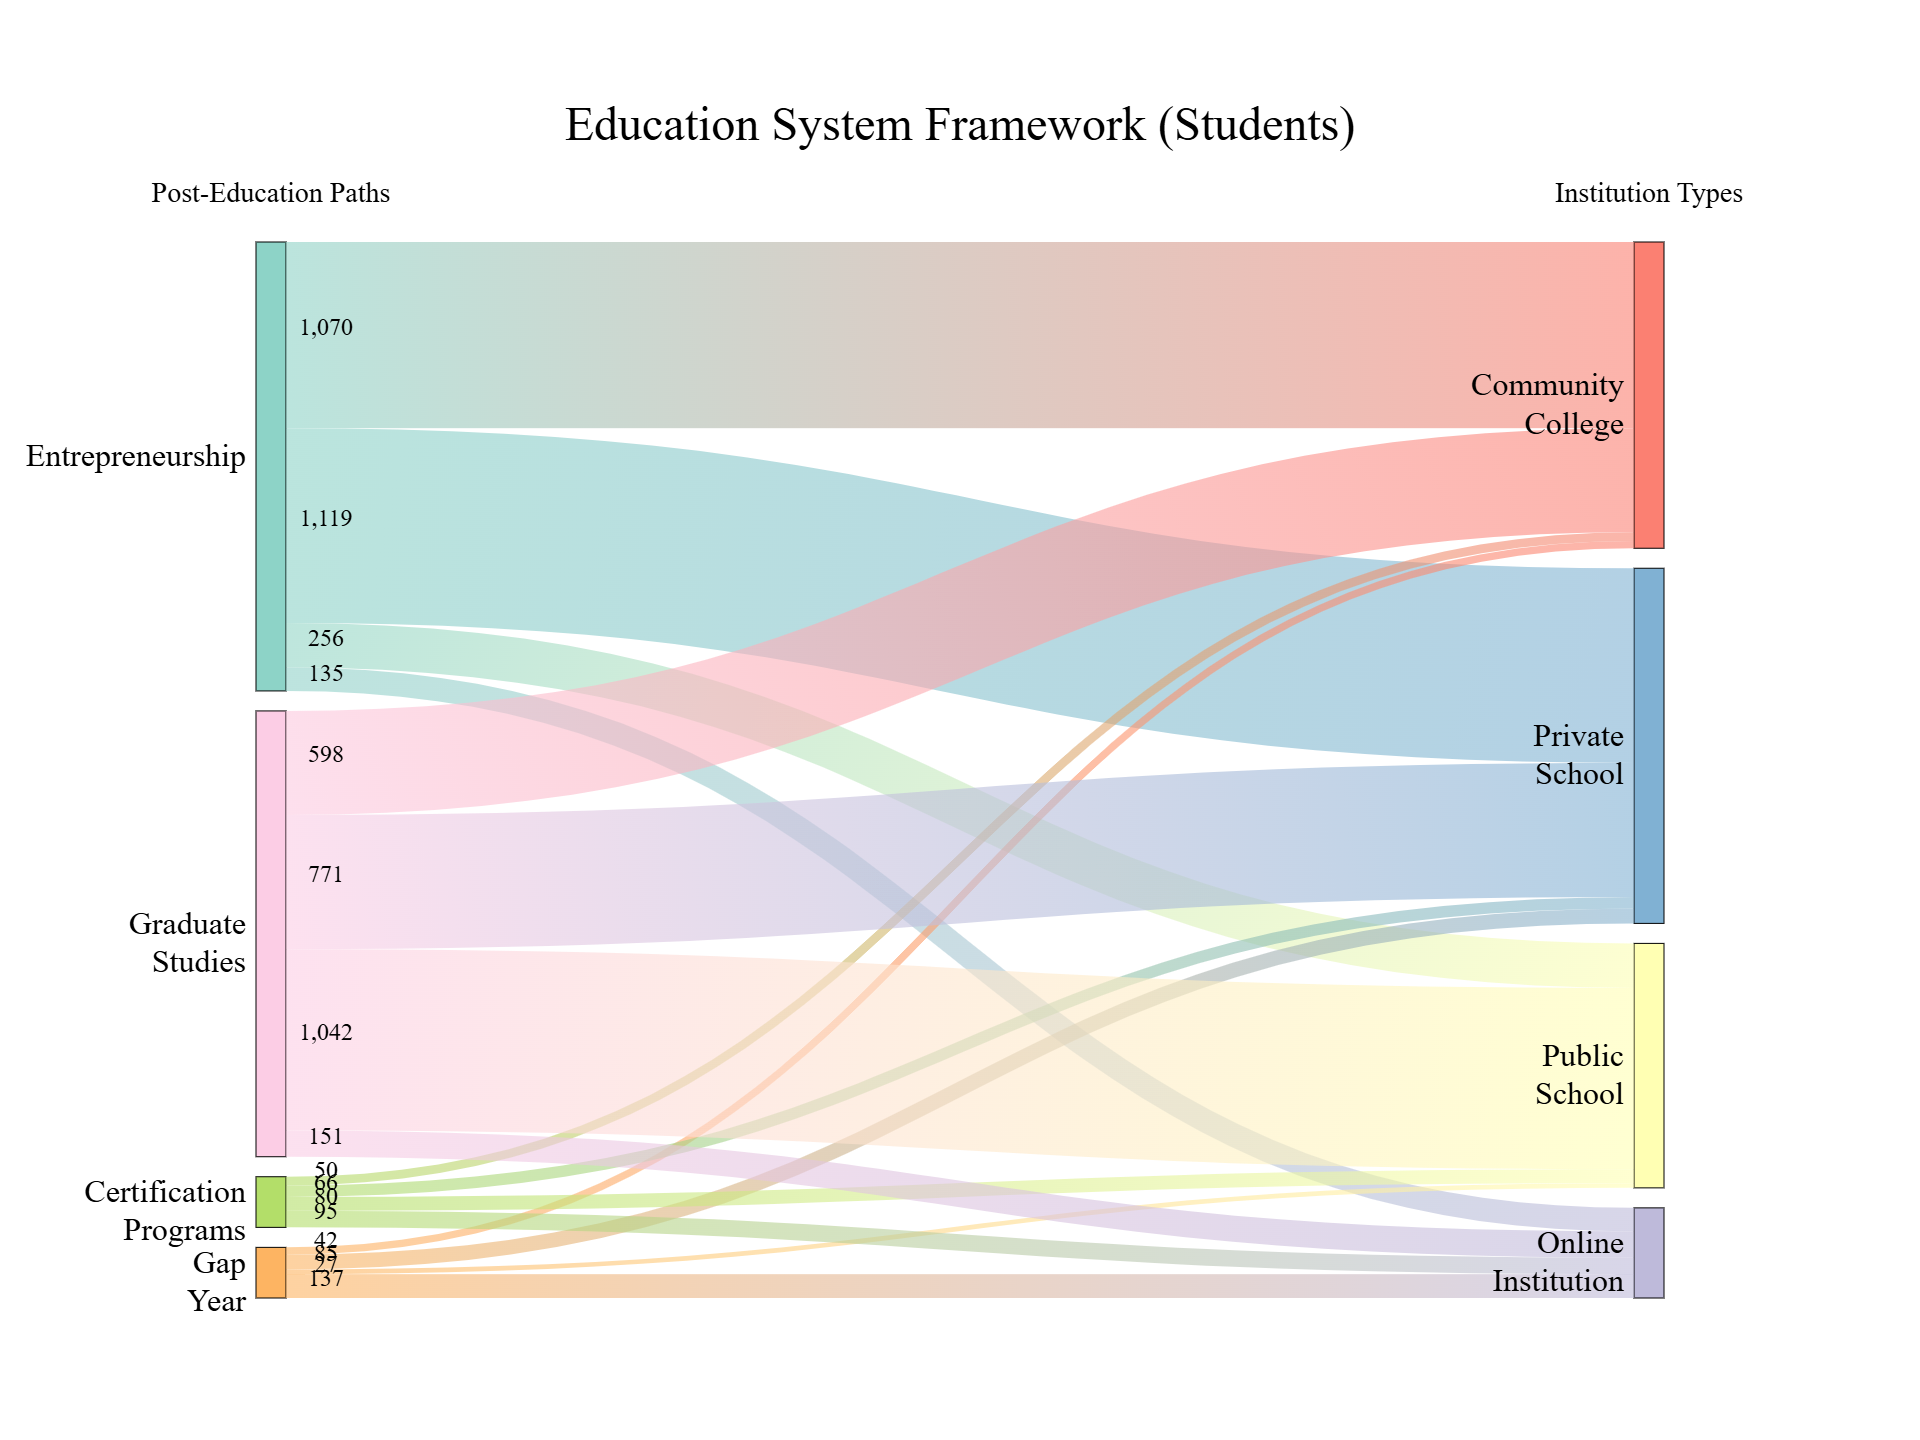 Education System Framework (Students)
Post-Education Paths
Institution Types
1,070
Community
College
Entrepreneurship
1,119
256
135
598
Private
School
771
Graduate
Studies
1,042
Public
School
151
50
66
80
95
Certification
Programs
42
85
27
137
Gap
Year
Online
Institution